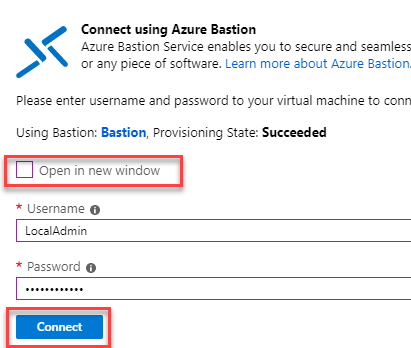 Connect using Azure Bastion
Azure Bastion Service enables you to secure and seamless
or any piece of software. Learn more about Azure Bastion.
Please enter username and password to your virtual machine to conn
Using Bastion: Bastion, Provisioning State: Succeeded
Open in new window
* Username
LocalAdmin
* Password
••••••••••••
Connect